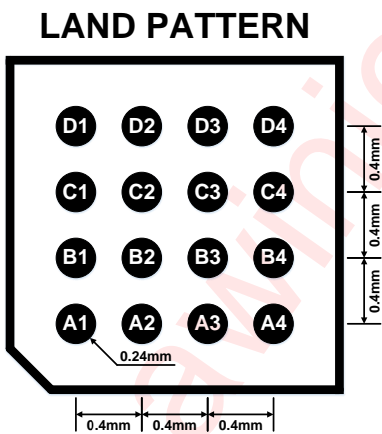 LAND PATTERN
D1 D2 D3 D4
0.4mm
C1 C2 C3 C4
0.4mm
B1 B2 B3 B4
0.4mm
A1 A2 A3 A4
0.24mm
0.4mm 0.4mm 0.4mm
awinic